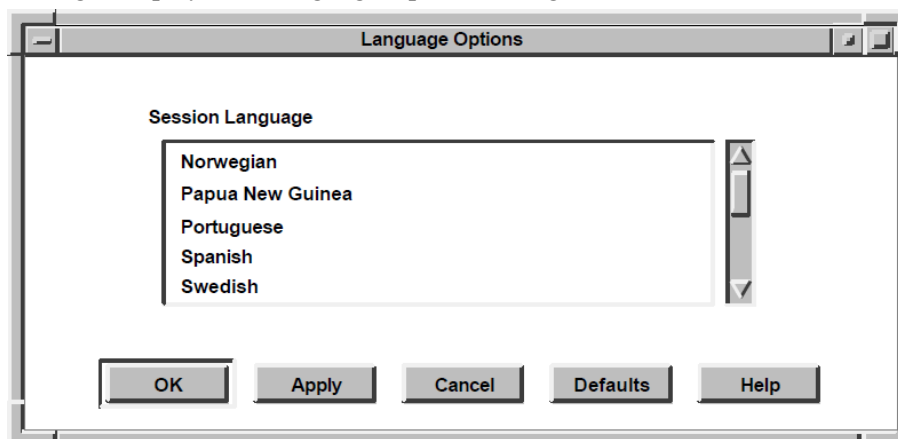 Language Options
Session Language
Norwegian
Papua New Guinea
Portuguese
Spanish
Swedish
OK Apply Cancel Defaults Help